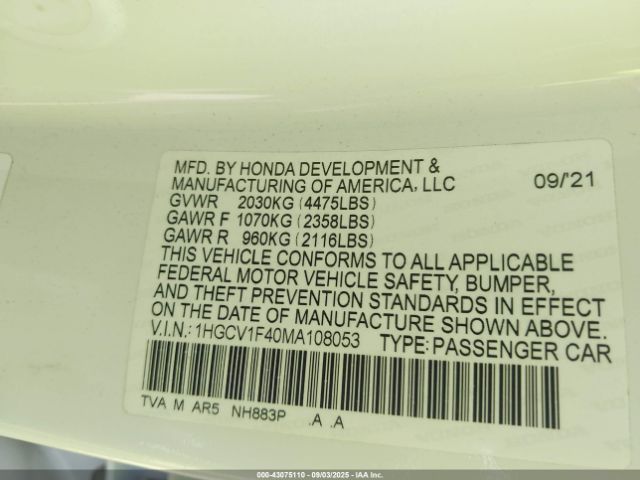 MFD. BY HONDA DEVELOPMENT &
MANUFACTURING OF AMERICA, LLC 09/'21
GVWR 2030KG (4475LBS)
GAWR F 1070KG (2358LBS)
GAWR R 960KG (2116LBS)
THIS VEHICLE CONFORMS TO ALL APPLICABLE
FEDERAL MOTOR VEHICLE SAFETY, BUMPER,
AND THEFT PREVENTION STANDARDS IN EFFECT
ON THE DATE OF MANUFACTURE SHOWN ABOVE.
V.I.N.: 1HGCV1F40MA108053 TYPE: PASSENGER CAR
TVA M AR5 NH883P .A .A
000-43075110 - 09/03/2025 - © IAA Auctions, LLC